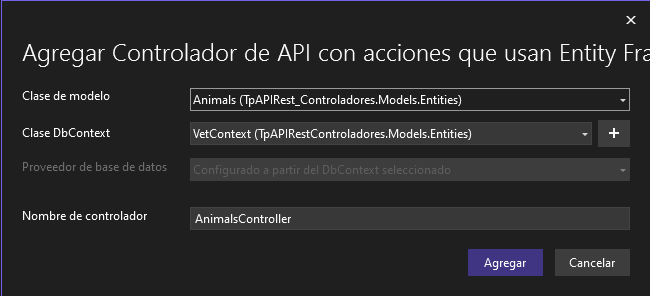 Agregar Controlador de API con acciones que usan Entity Fra
Clase de modelo
Animals (TpAPIRest_Controladores.Models.Entities)
Clase DbContext
VetContext (TpAPIRestControladores.Models.Entities)
Proveedor de base de datos
Configurado a partir del DbContext seleccionado
Nombre de controlador
AnimalsController
Agregar
Cancelar